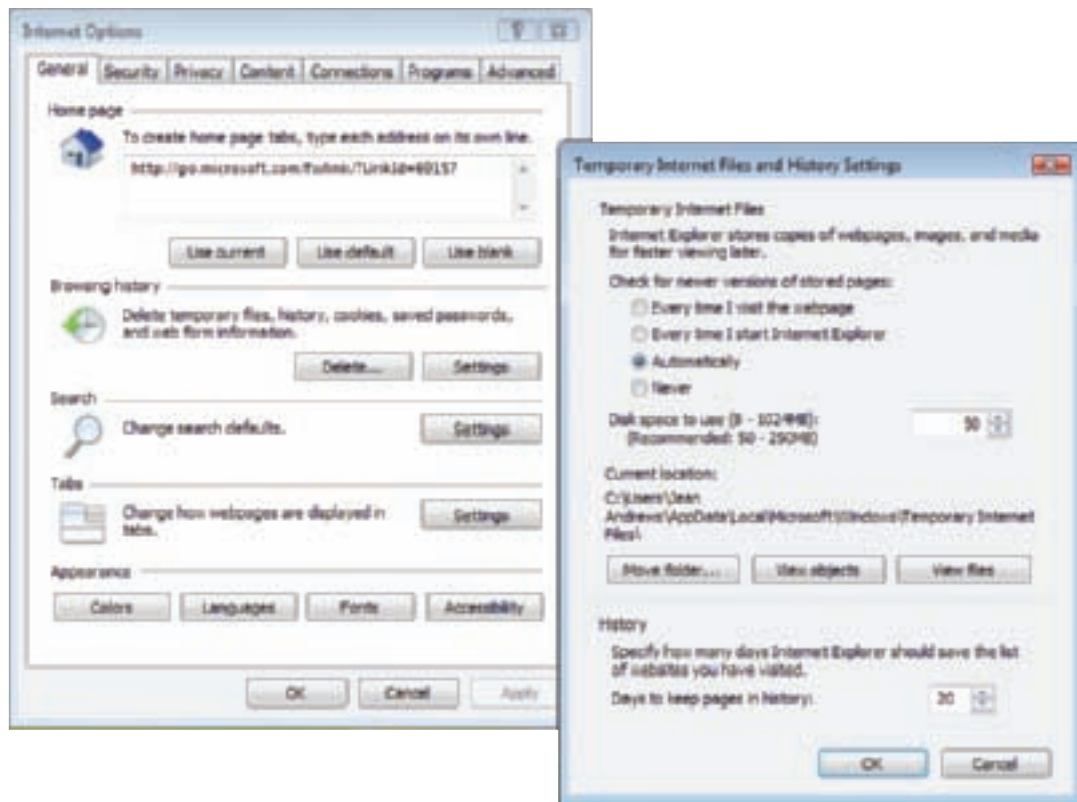 Internet Options
General Security Privacy Content Connections Programs Advanced
Home page
To create home page tabs, type each address on its own line.
http://go.microsoft.com/fwlink/?LinkId=69157
Use current Use default Use blank
Browsing history
Delete temporary files, history, cookies, saved passwords,
and web form information.
Delete... Settings
Search
Change search defaults.
Settings
Tabs
Change how webpages are displayed in
tabs.
Settings
Appearance
Colors Languages Fonts Accessibility
OK Cancel Apply
Temporary Internet Files and History Settings
Temporary Internet Files
Internet Explorer stores copies of webpages, images, and media
for faster viewing later.
Check for newer versions of stored pages:
Every time I visit the webpage
Every time I start Internet Explorer
Automatically
Never
Disk space to use (8 - 1024MB):
(Recommended: 50 - 250MB)
50
Current location:
C:\Users\Jean
Andrews\AppData\Local\Microsoft\Windows\Temporary Internet
Files\
Move folder... View objects View files
History
Specify how many days Internet Explorer should save the list
of websites you have visited.
Days to keep pages in history:
20
OK Cancel